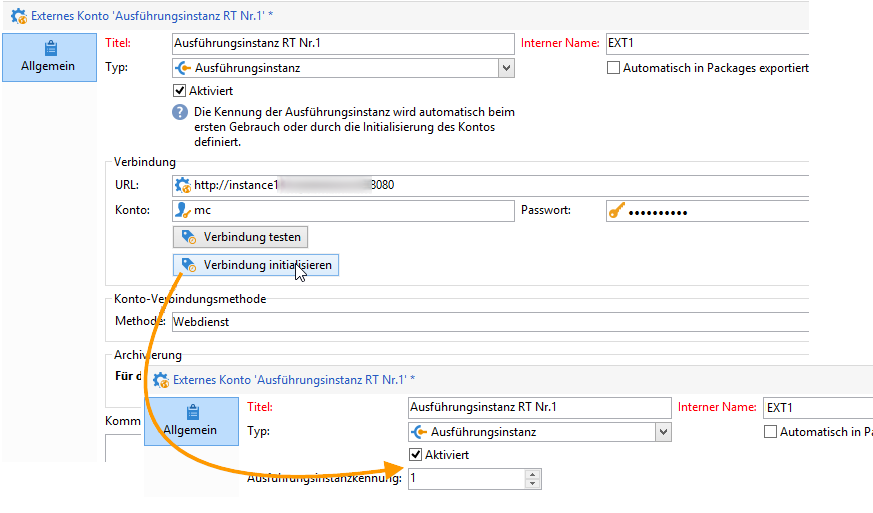 Externes Konto 'Ausführungsinstanz RT Nr.1' *
Allgemein
Titel: Ausführungsinstanz RT Nr.1 Interner Name: EXT1
Typ: Ausführungsinstanz Automatisch in Packages exportiert
Aktiviert
Die Kennung der Ausführungsinstanz wird automatisch beim
ersten Gebrauch oder durch die Initialisierung des Kontos
definiert.
Verbindung
URL: http://instance1 8080
Konto: mc Passwort: ••••••••••
Verbindung testen
Verbindung initialisieren
Konto-Verbindungsmethode
Methode: Webdienst
Archivierung
Für d
Komm
Externes Konto 'Ausführungsinstanz RT Nr.1' *
Allgemein
Titel: Ausführungsinstanz RT Nr.1 Interner Name: EXT1
Typ: Ausführungsinstanz Automatisch in Pa
Aktiviert
Ausführungsinstanzkennung: 1